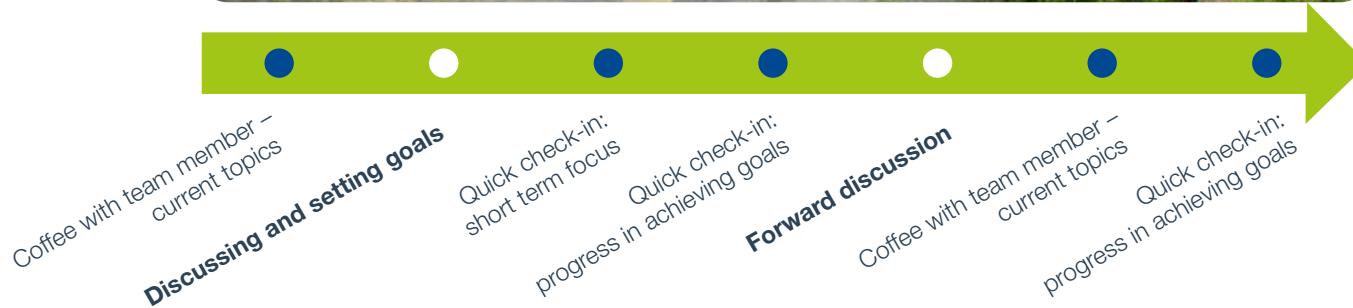 Coffee with team member –
current topics
Discussing and setting goals
Quick check-in:
short term focus
Quick check-in:
progress in achieving goals
Forward discussion
Coffee with team member –
current topics
Quick check-in:
progress in achieving goals